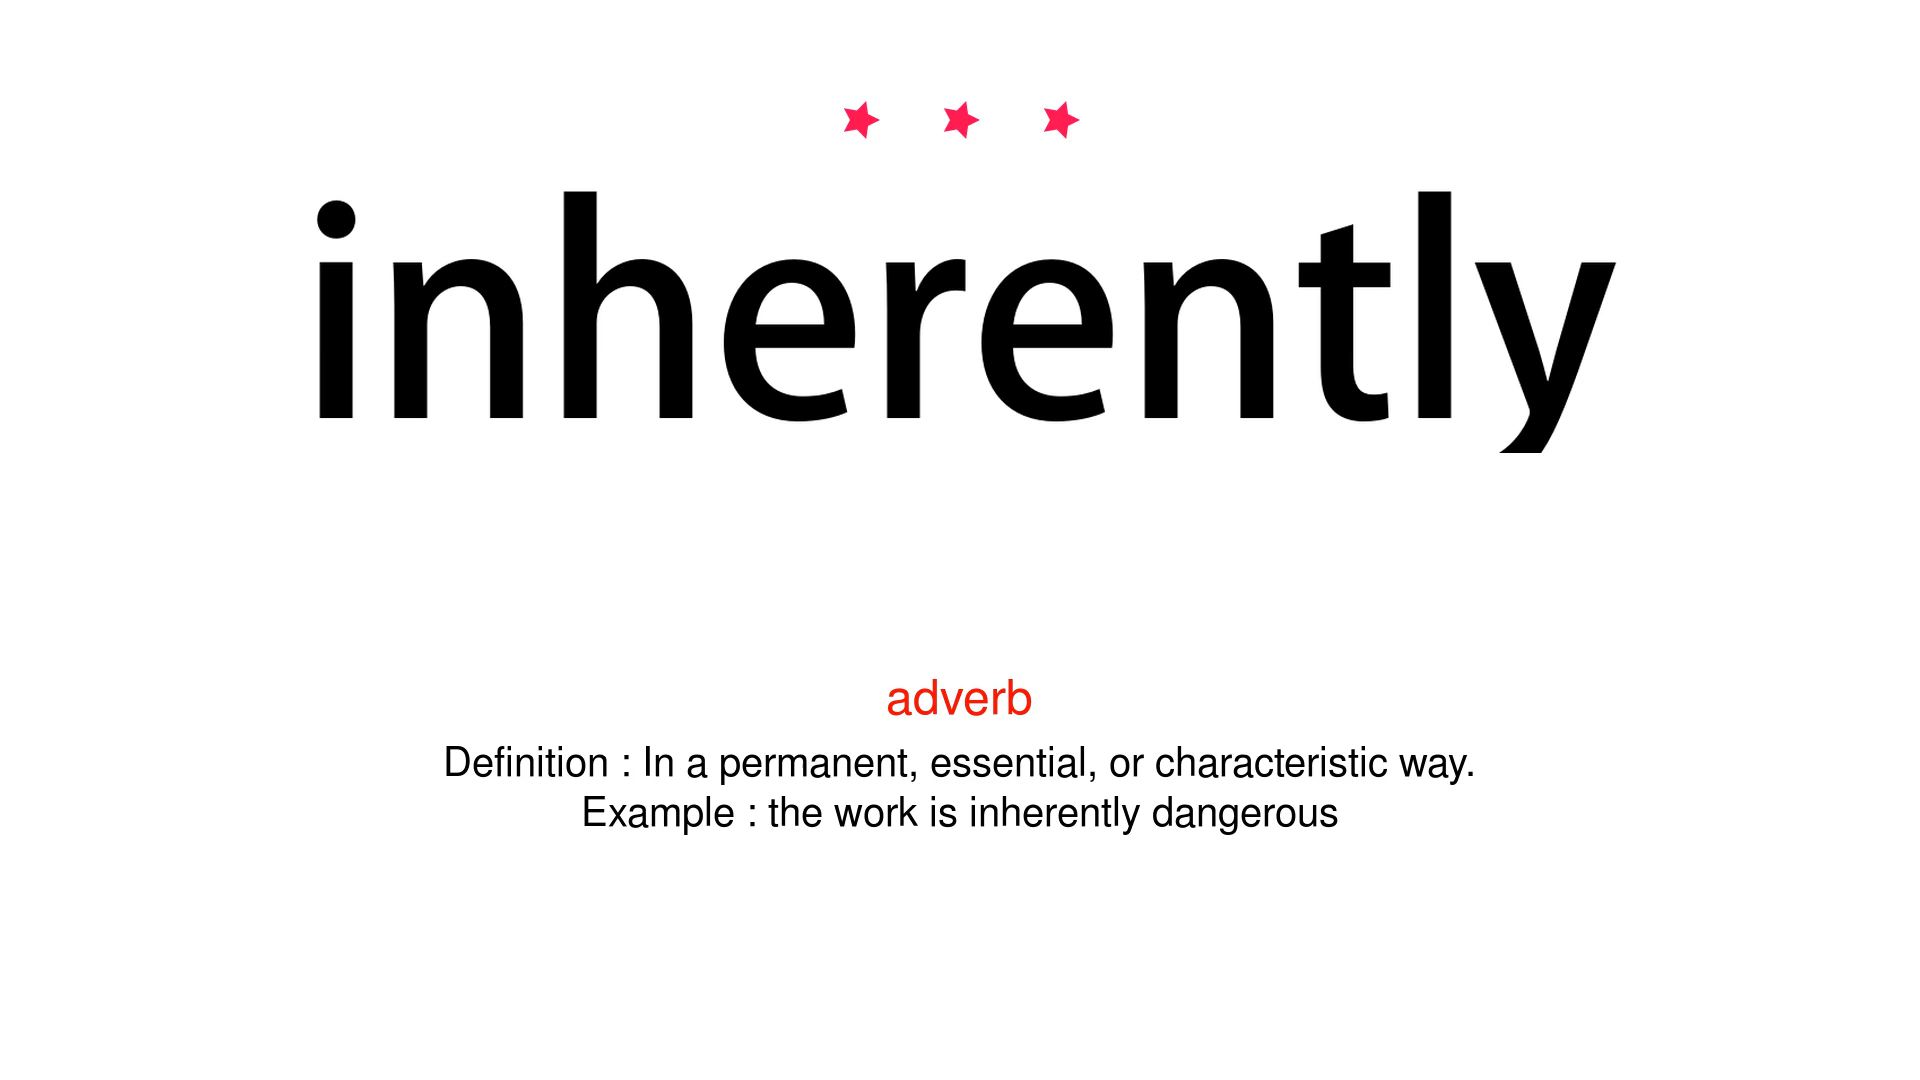 inherently
adverb
Definition : In a permanent, essential, or characteristic way.
Example : the work is inherently dangerous